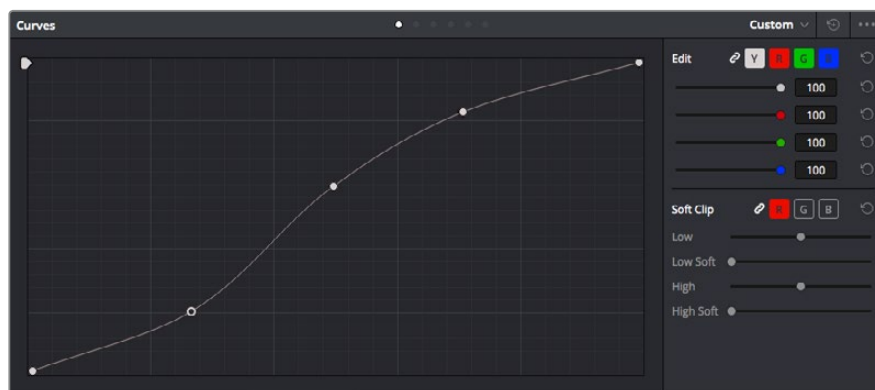 Curves
Custom
Edit Y R G B
100
100
100
100
Soft Clip R G B
Low
Low Soft
High
High Soft